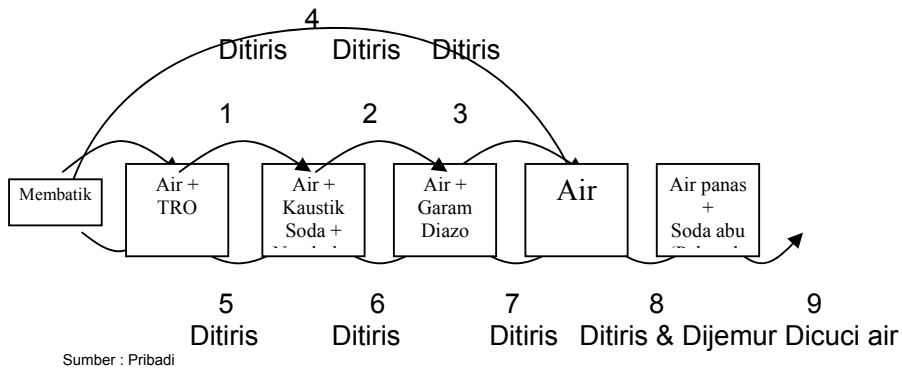 4
Ditiris Ditiris Ditiris
1 2 3
Membatik
Air +
TRO
Air +
Kaustik
Soda +
Air +
Garam
Diazo
Air
Air panas
+
Soda abu
5 6 7 8 9
Ditiris Ditiris Ditiris Ditiris & Dijemur Dicuci air
Sumber : Pribadi